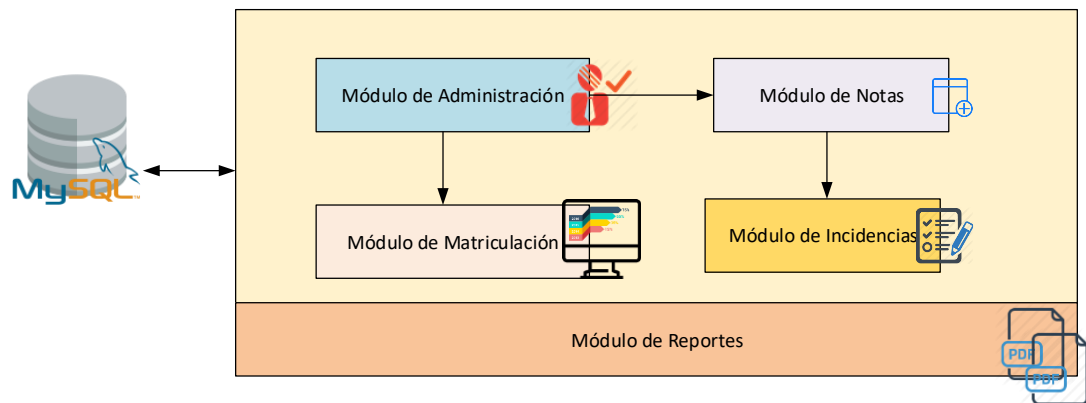 Módulo de Administración
Módulo de Notas
MySQL
Módulo de Matriculación
Módulo de Incidencias
Módulo de Reportes
PDF
PDF